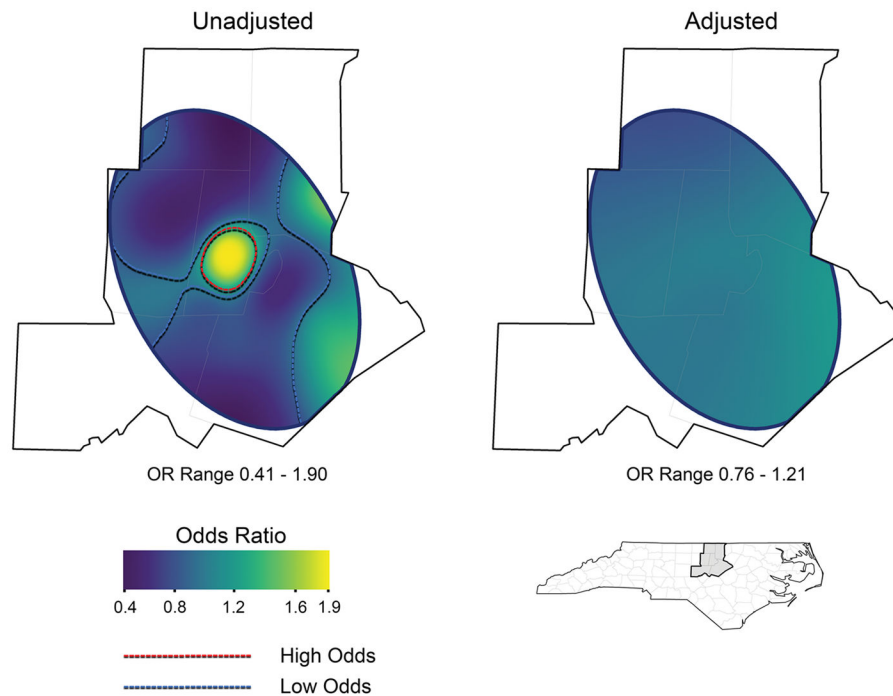 Unadjusted
Adjusted
OR Range 0.41 - 1.90
OR Range 0.76 - 1.21
Odds Ratio
0.4 0.8 1.2 1.6 1.9
High Odds
Low Odds